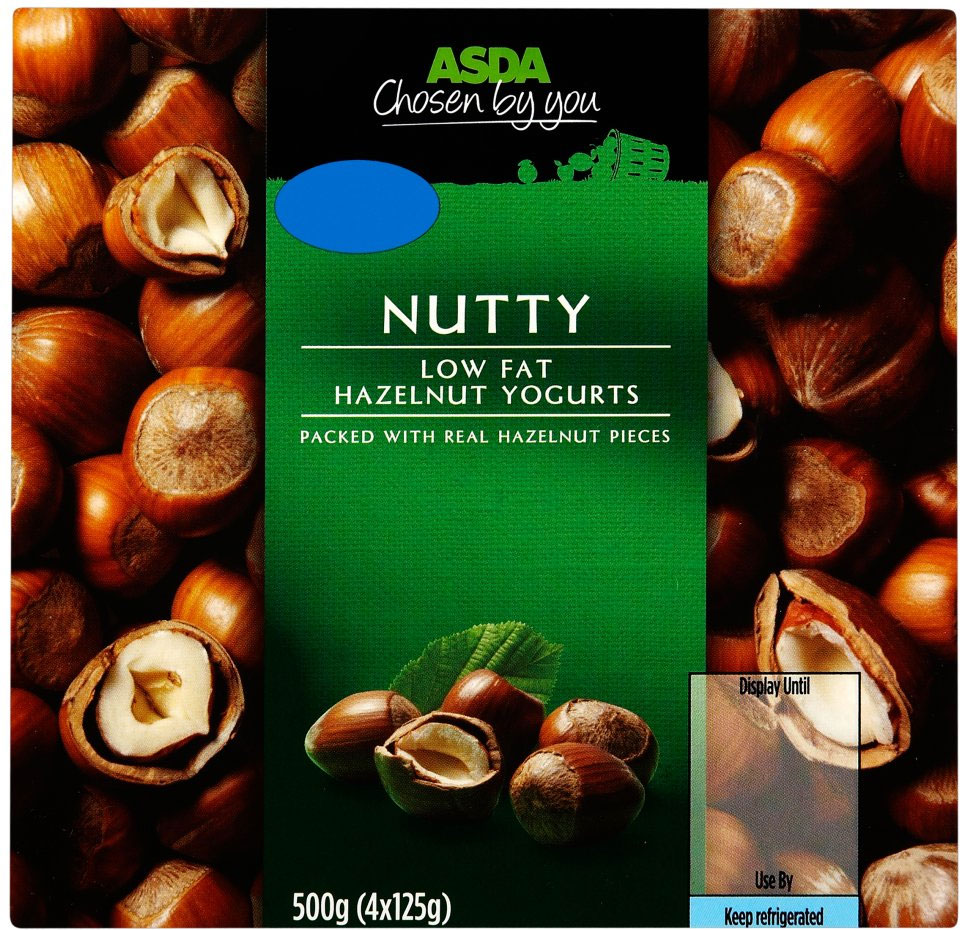 ASDA
Chosen by you
NUTTY
LOW FAT
HAZELNUT YOGURTS
PACKED WITH REAL HAZELNUT PIECES
Display Until
Use By
Keep refrigerated
500g (4x125g)